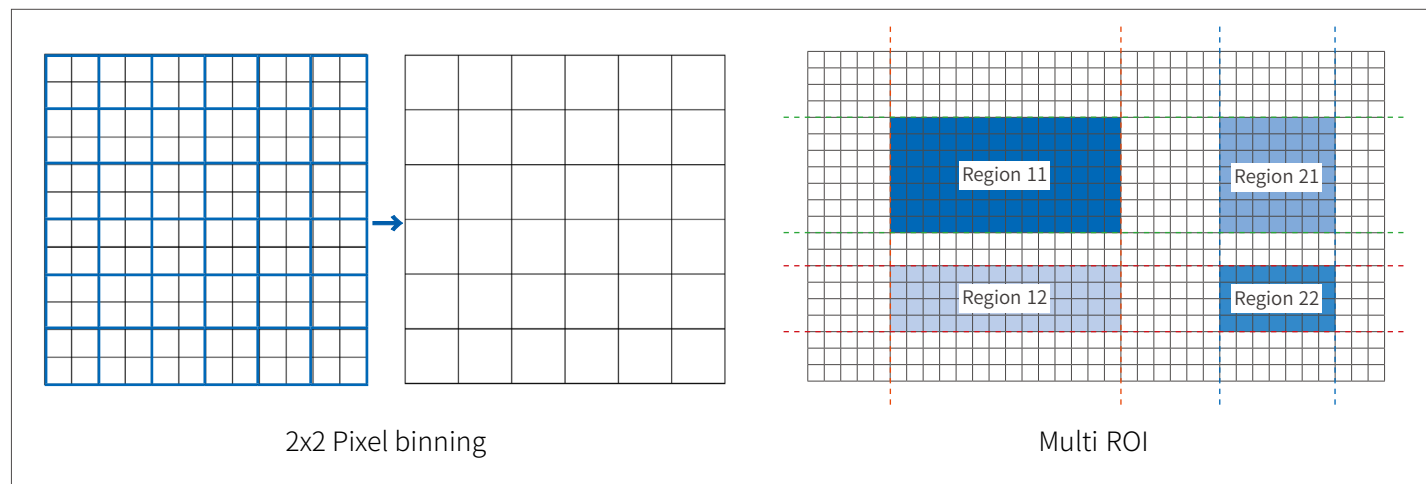 Region 11
Region 21
Region 12
Region 22
2x2 Pixel binning
Multi ROI